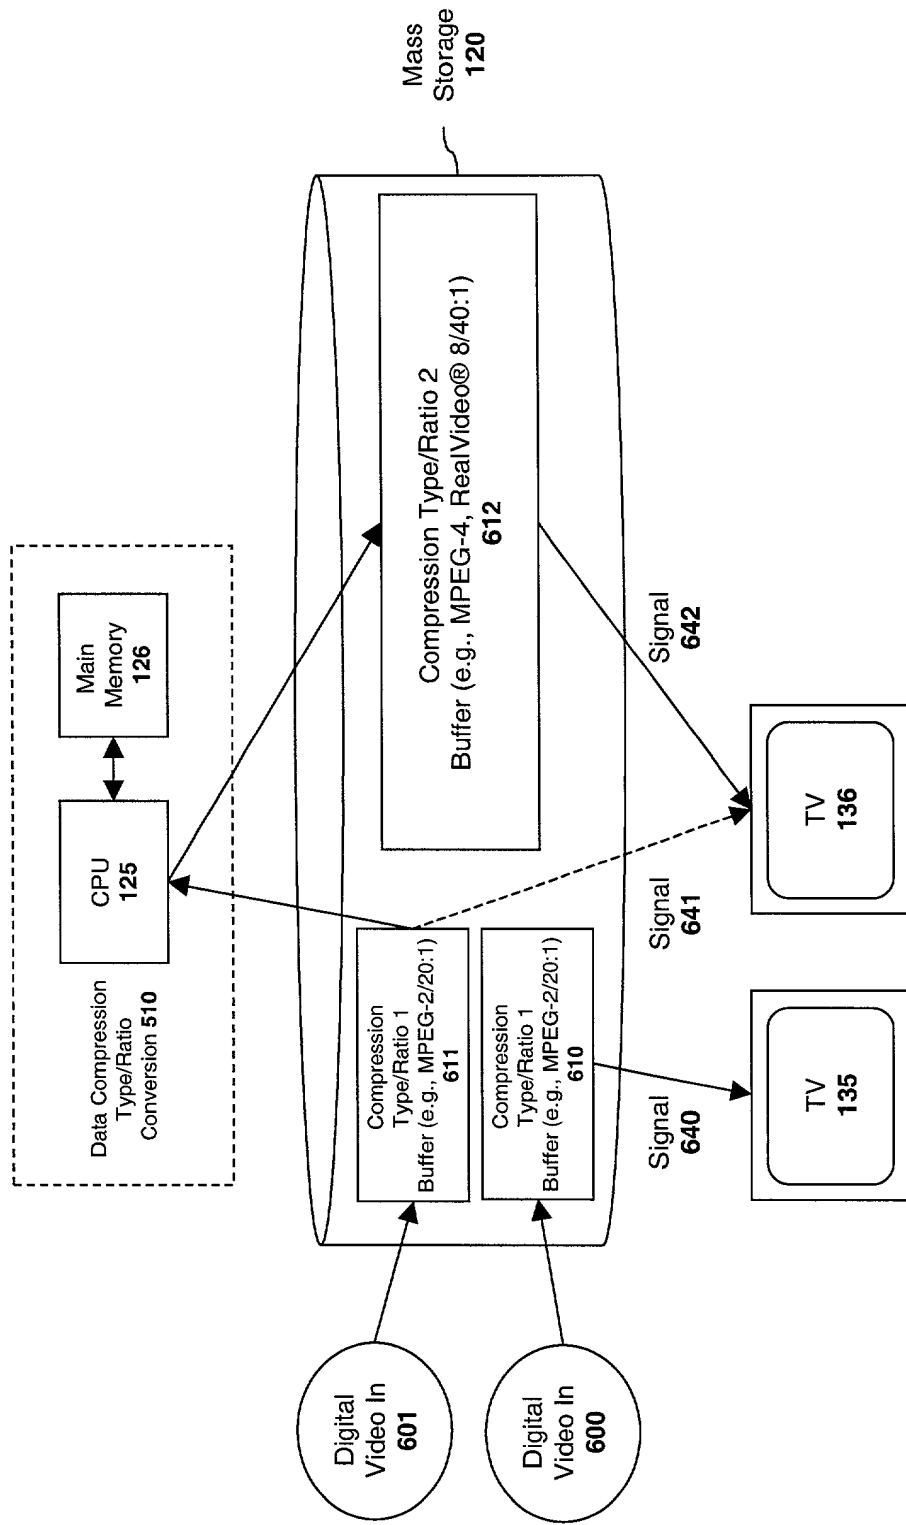 Data Compression
Type/Ratio
Conversion 510
CPU
125
Main
Memory
126
Mass
Storage
120
Digital
Video In
601
Digital
Video In
600
Compression
Type/Ratio 1
Buffer (e.g., MPEG-2/20:1)
611
Compression
Type/Ratio 1
Buffer (e.g., MPEG-2/20:1)
610
Compression Type/Ratio 2
Buffer (e.g., MPEG-4, RealVideo® 8/40:1)
612
Signal
640
Signal
641
Signal
642
TV
135
TV
136